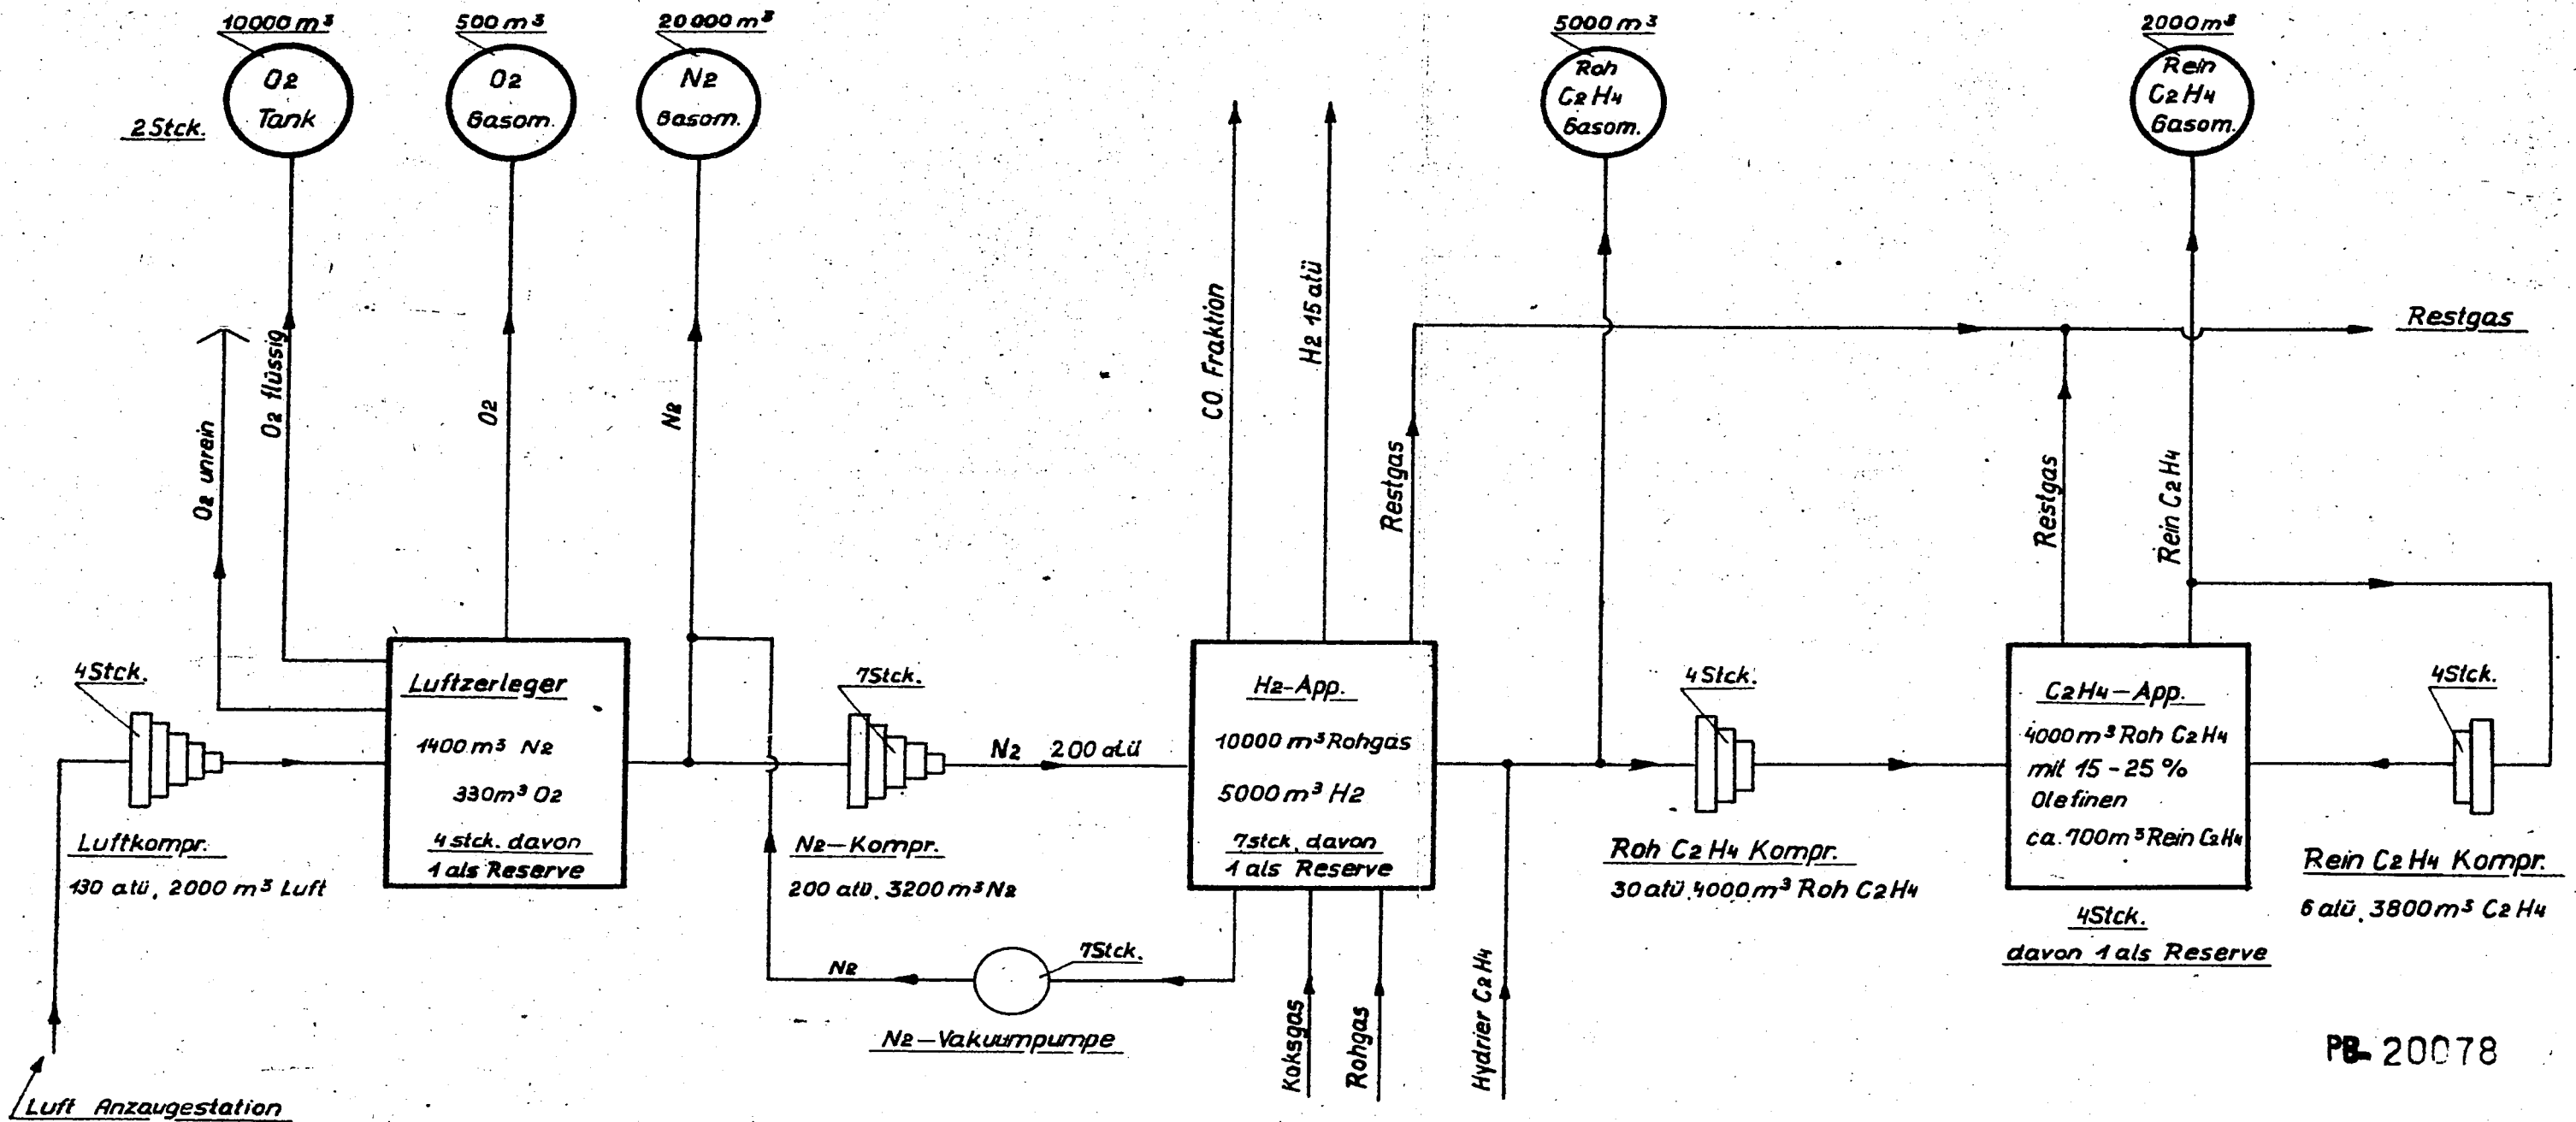 10000 m³
O2
Tank
2 Stck.
500 m³
O2
Gasom.
20000 m³
N2
Gasom.
5000 m³
Roh
C2H4
Gasom.
2000 m³
Rein
C2H4
Gasom.
O2 unrein
O2 flüssig
O2
N2
CO Fraktion
H2 15 atü
Restgas
Restgas
Restgas
Rein C2H4
4 Stck.
Luftkompr.
130 atü, 2000 m³ Luft
Luft Anzaugestation
Luftzerleger
1400 m³ N2
330 m³ O2
4 stck. davon
1 als Reserve
7 Stck.
N2-Kompr.
200 atü, 3200 m³ N2
N2 200 atü
N2
7 Stck.
N2-Vakuumpumpe
H2-App.
10000 m³ Rohgas
5000 m³ H2
7 stck, davon
1 als Reserve
Koksgas
Rohgas
Hydrier C2H4
4 Stck.
Roh C2H4 Kompr.
30 atü, 4000 m³ Roh C2H4
C2H4-App.
4000 m³ Roh C2H4
mit 15-25 %
Olefinen
ca. 700 m³ Rein C2H4
4 Stck.
davon 1 als Reserve
4 Stck.
Rein C2H4 Kompr.
6 atü, 3800 m³ C2H4
PB-20078